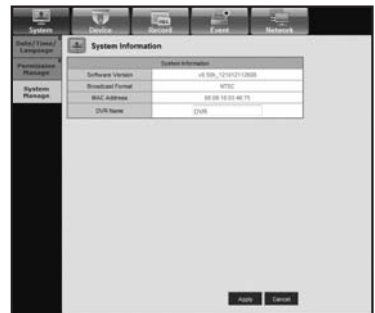 System Device Record Event Network
Date/Time/
Language
Permission
Manage
System
Manage
System Information
System Information
Software Version
Broadcast Format NTSC
MAC Address
DVR Name DVR
Apply Cancel